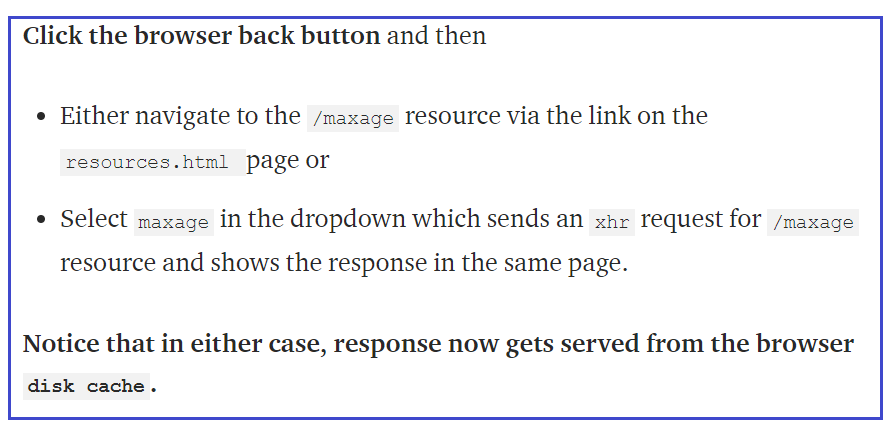 Click the browser back button and then
• Either navigate to the /maxage resource via the link on the
resources.html page or
• Select maxage in the dropdown which sends an xhr request for /maxage
resource and shows the response in the same page.
Notice that in either case, response now gets served from the browser
disk cache.